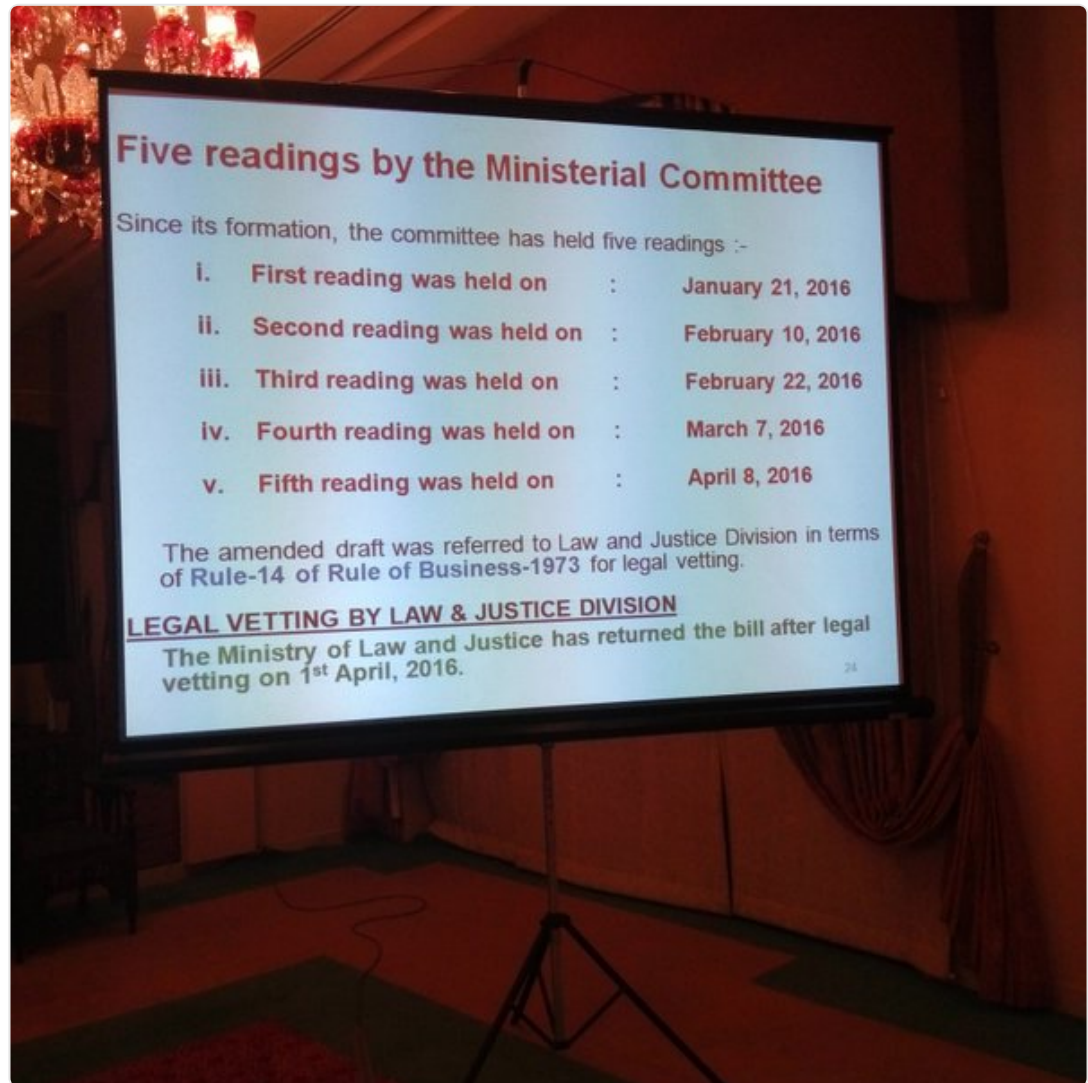 Five readings by the Ministerial Committee
Since its formation, the committee has held five readings :-
i. First reading was held on : January 21, 2016
ii. Second reading was held on : February 10, 2016
iii. Third reading was held on : February 22, 2016
iv. Fourth reading was held on : March 7, 2016
v. Fifth reading was held on : April 8, 2016
The amended draft was referred to Law and Justice Division in terms
of Rule-14 of Rule of Business-1973 for legal vetting.
LEGAL VETTING BY LAW & JUSTICE DIVISION
The Ministry of Law and Justice has returned the bill after legal
vetting on 1st April, 2016.
24